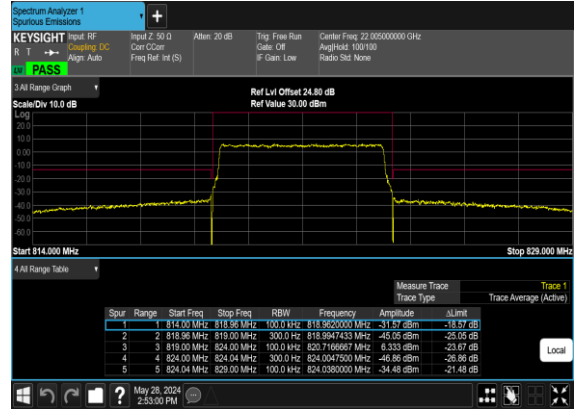 Spectrum Analyzer 1
Spurious Emissions
+
KEYSIGHT Input: RF Input Z: 50 Ω Atten: 20 dB Trig: Free Run Center Freq: 22.005000000 GHz
R T Coupling: DC Corr CCorr Gate: Off Avg|Hold: 100/100
Align: Auto Freq Ref: Int (S) IF Gain: Low Radio Std: None
PASS
3 All Range Graph
Ref Lvl Offset 24.80 dB
Scale/Div 10.0 dB Ref Value 30.00 dBm
Log
20.0
10.0
0.00
-10.0
-20.0
-30.0
-40.0
-50.0
-60.0
Start 814.000 MHz Stop 829.000 MHz
4 All Range Table
Measure Trace Trace 1
Trace Type Trace Average (Active)
Spur Range Start Freq Stop Freq RBW Frequency Amplitude ΔLimit
1 1 814.00 MHz 818.96 MHz 100.0 kHz 818.9620000 MHz -31.57 dBm -18.57 dB
2 2 818.96 MHz 819.00 MHz 300.0 Hz 818.9947433 MHz -45.05 dBm -25.05 dB
3 3 819.00 MHz 824.00 MHz 100.0 kHz 820.7166667 MHz 6.333 dBm -23.67 dB
4 4 824.00 MHz 824.04 MHz 300.0 Hz 824.0047500 MHz -46.86 dBm -26.86 dB
5 5 824.04 MHz 829.00 MHz 100.0 kHz 824.0380000 MHz -34.48 dBm -21.48 dB
Local
? May 28, 2024
2:53:00 PM